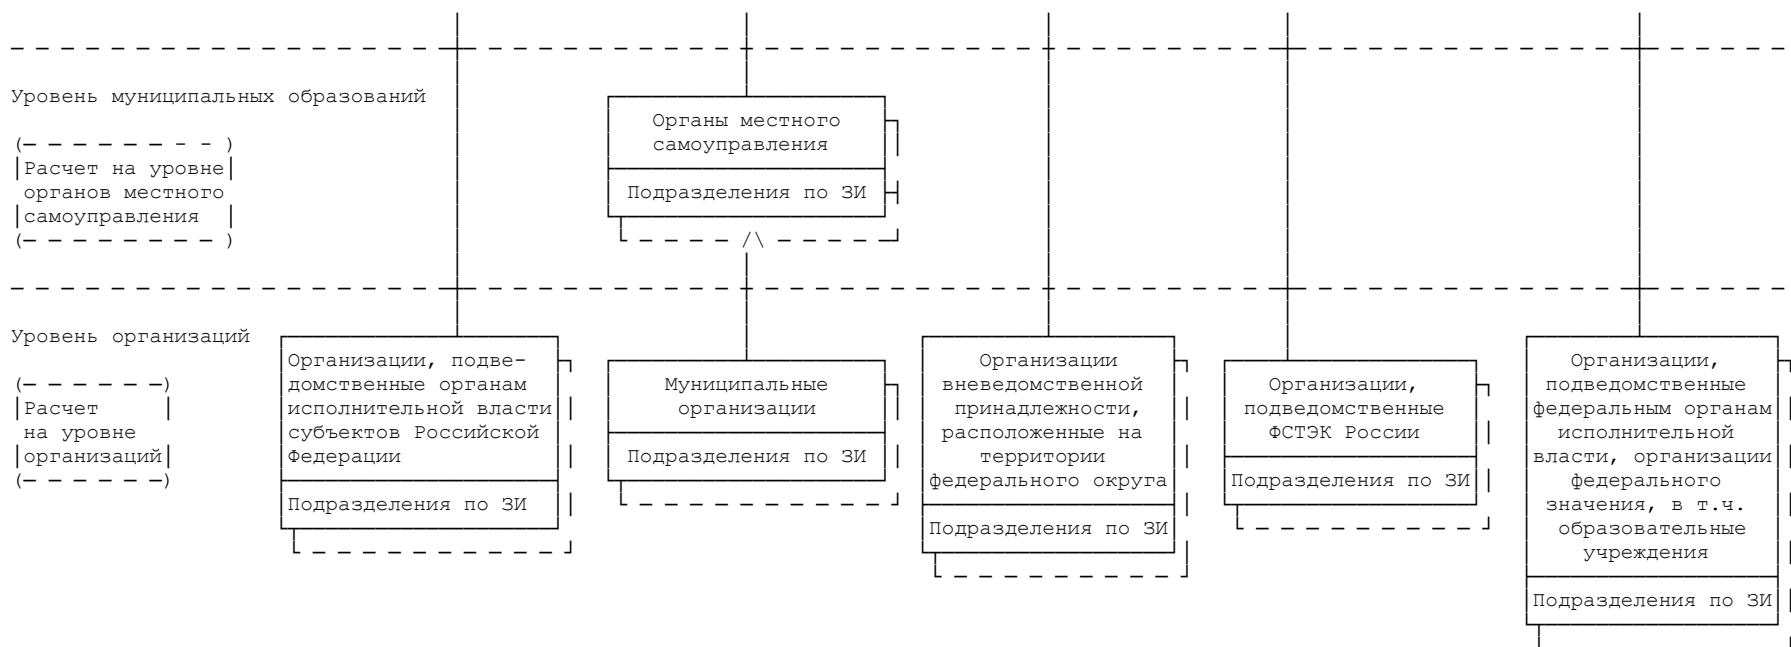 Уровень муниципальных образований
Расчет на уровне
органов местного
самоуправления
Органы местного
самоуправления
Подразделения по ЗИ
Уровень организаций
Расчет
на уровне
организаций
Организации, подве-
домственные органам
исполнительной власти
субъектов Российской
Федерации
Подразделения по ЗИ
Муниципальные
организации
Подразделения по ЗИ
Организации
вневедомственной
принадлежности,
расположенные на
территории
федерального округа
Подразделения по ЗИ
Организации,
подведомственные
ФСТЭК России
Подразделения по ЗИ
Организации,
подведомственные
федеральным органам
исполнительной
власти, организации
федерального
значения, в т.ч.
образовательные
учреждения
Подразделения по ЗИ